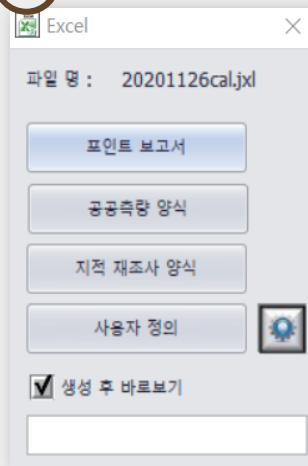 Excel
파일 명 : 20201126cal.jxl
포인트 보고서
공공측량 양식
지적 재조사 양식
사용자 정의
생성 후 바로보기